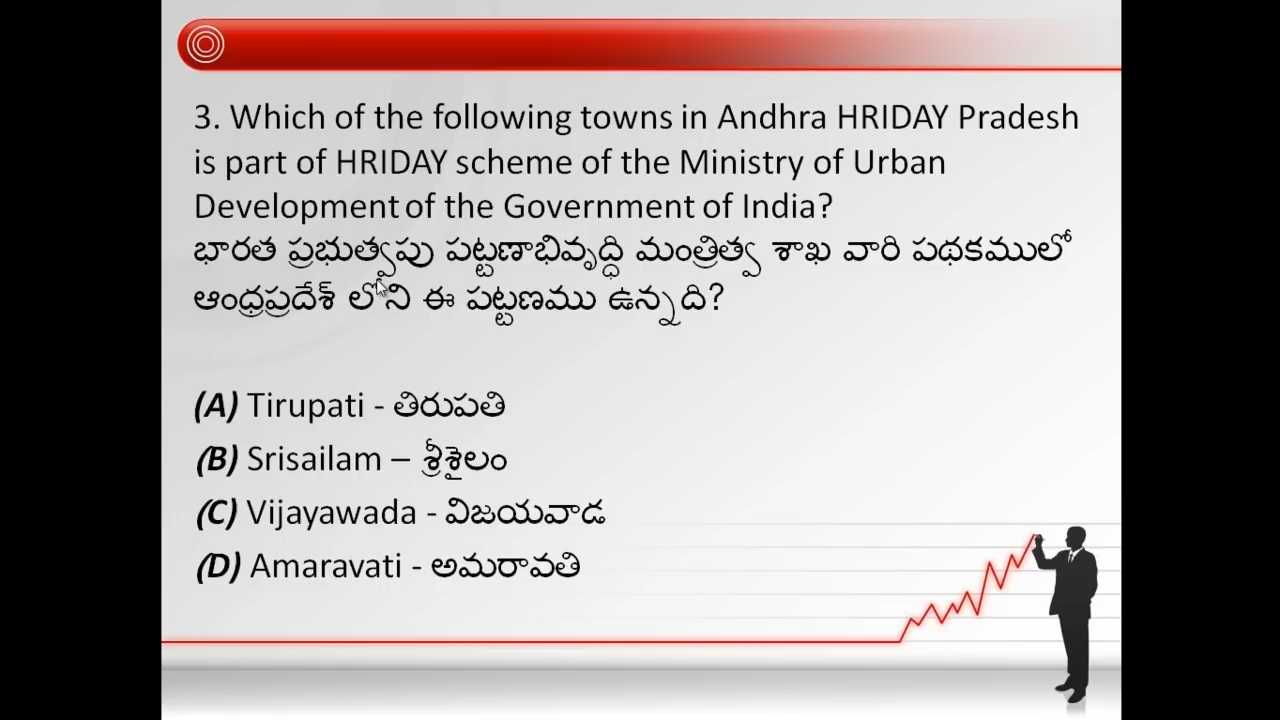 3. Which of the following towns in Andhra HRIDAY Pradesh
is part of HRIDAY scheme of the Ministry of Urban
Development of the Government of India?
భారత ప్రభుత్వపు పట్టణాభివృద్ధి మంత్రిత్వ శాఖ వారి పథకములో
ఆంధ్రప్రదేశ్ లోని ఈ పట్టణము ఉన్నది?
(A) Tirupati - తిరుపతి
(B) Srisailam – శ్రీశైలం
(C) Vijayawada - విజయవాడ
(D) Amaravati - అమరావతి